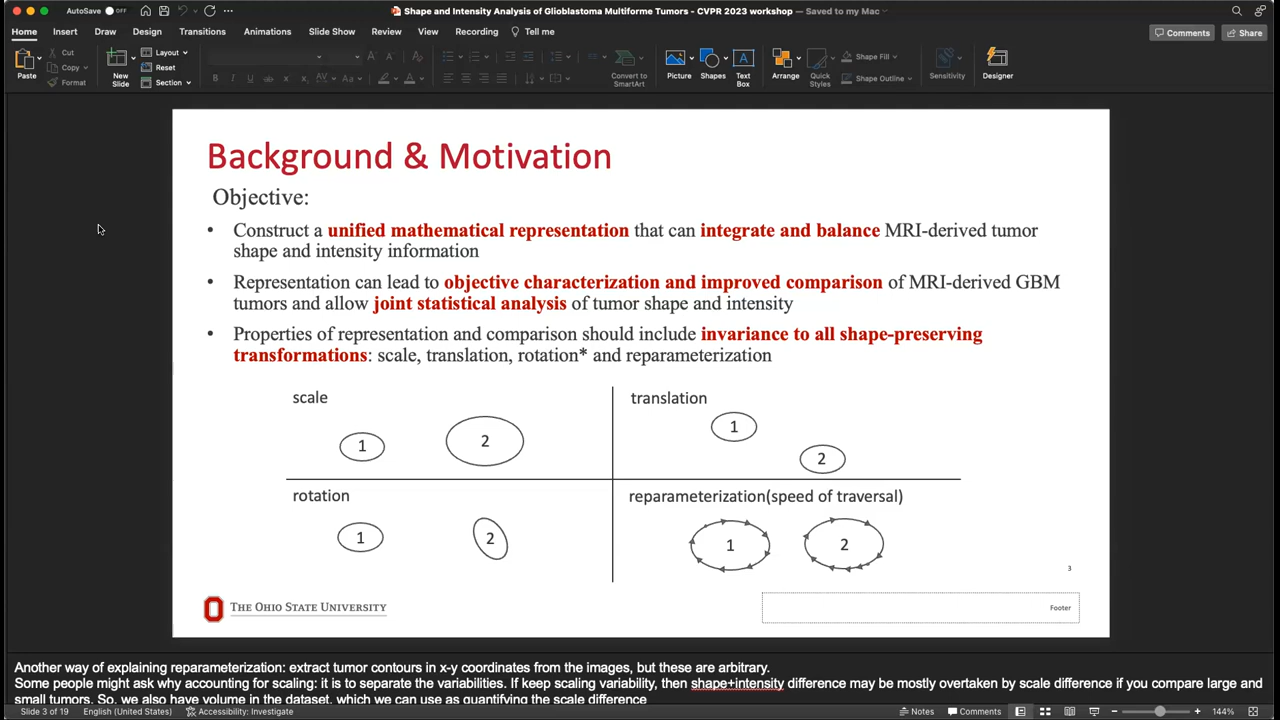 AutoSave OFF
Shape and Intensity Analysis of Glioblastoma Multiforme Tumors - CVPR 2023 workshop — Saved to my Mac
Home Insert Draw Design Transitions Animations Slide Show Review View Recording Tell me Comments Share
Paste Cut Copy Format
New Slide Layout Reset Section
Convert to SmartArt
Picture Shapes Text Box Arrange Quick Styles Shape Fill Shape Outline Sensitivity Designer
Background & Motivation
Objective:
• Construct a unified mathematical representation that can integrate and balance MRI-derived tumor
shape and intensity information
• Representation can lead to objective characterization and improved comparison of MRI-derived GBM
tumors and allow joint statistical analysis of tumor shape and intensity
• Properties of representation and comparison should include invariance to all shape-preserving
transformations: scale, translation, rotation* and reparameterization
scale
1 2
translation
1
2
rotation
1 2
reparameterization(speed of traversal)
1 2
3
THE OHIO STATE UNIVERSITY
Footer
Another way of explaining reparameterization: extract tumor contours in x-y coordinates from the images, but these are arbitrary.
Some people might ask why accounting for scaling: it is to separate the variabilities. If keep scaling variability, then shape+intensity difference may be mostly overtaken by scale difference if you compare large and
small tumors. So, we also have volume in the dataset, which we can use as quantifying the scale difference
Slide 3 of 19 English (United States) Accessibility: Investigate Notes Comments 144%